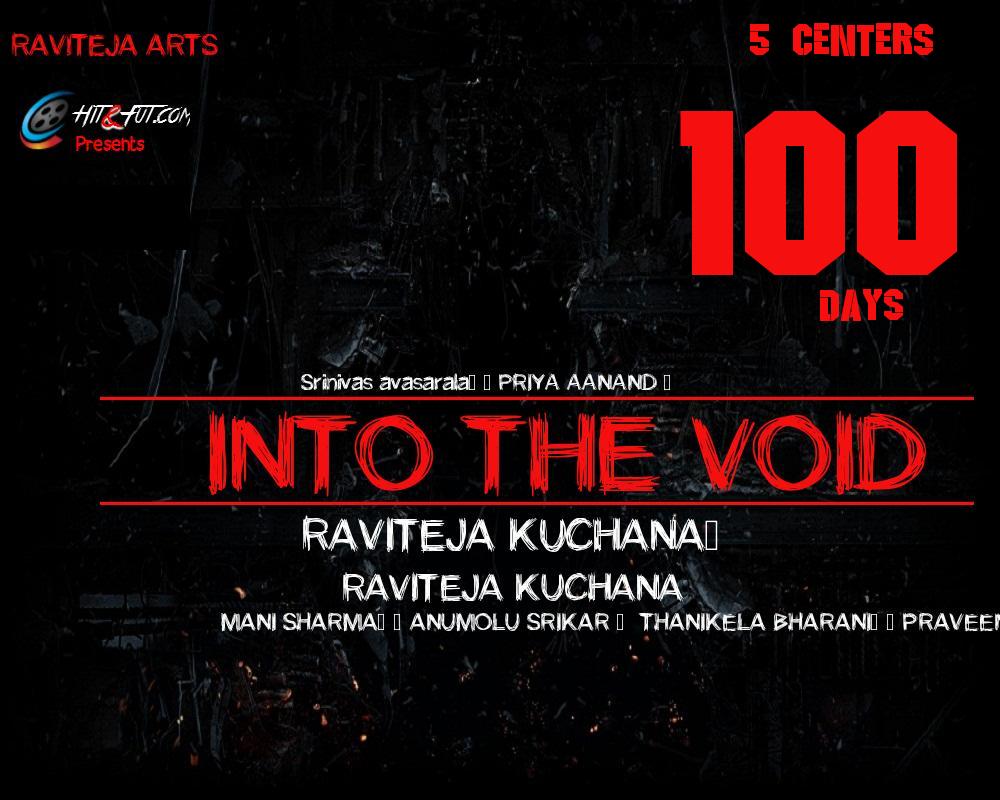 RAVITEJA ARTS
5 CENTERS
HIT&FUT.COM
Presents
100
DAYS
Srinivas avasarala PRIYA AANAND
INTO THE VOID
RAVITEJA KUCHANA
RAVITEJA KUCHANA
MANI SHARMA ANUMOLU SRIKAR THANIKELA BHARANI PRAVEEN